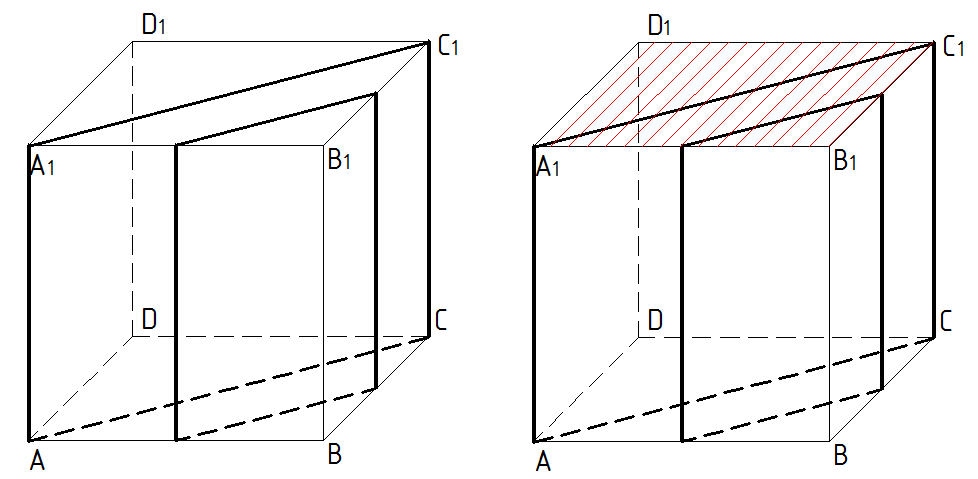 D1 D1
C1 C1
A1 B1 A1 B1
D C D C
A B A B